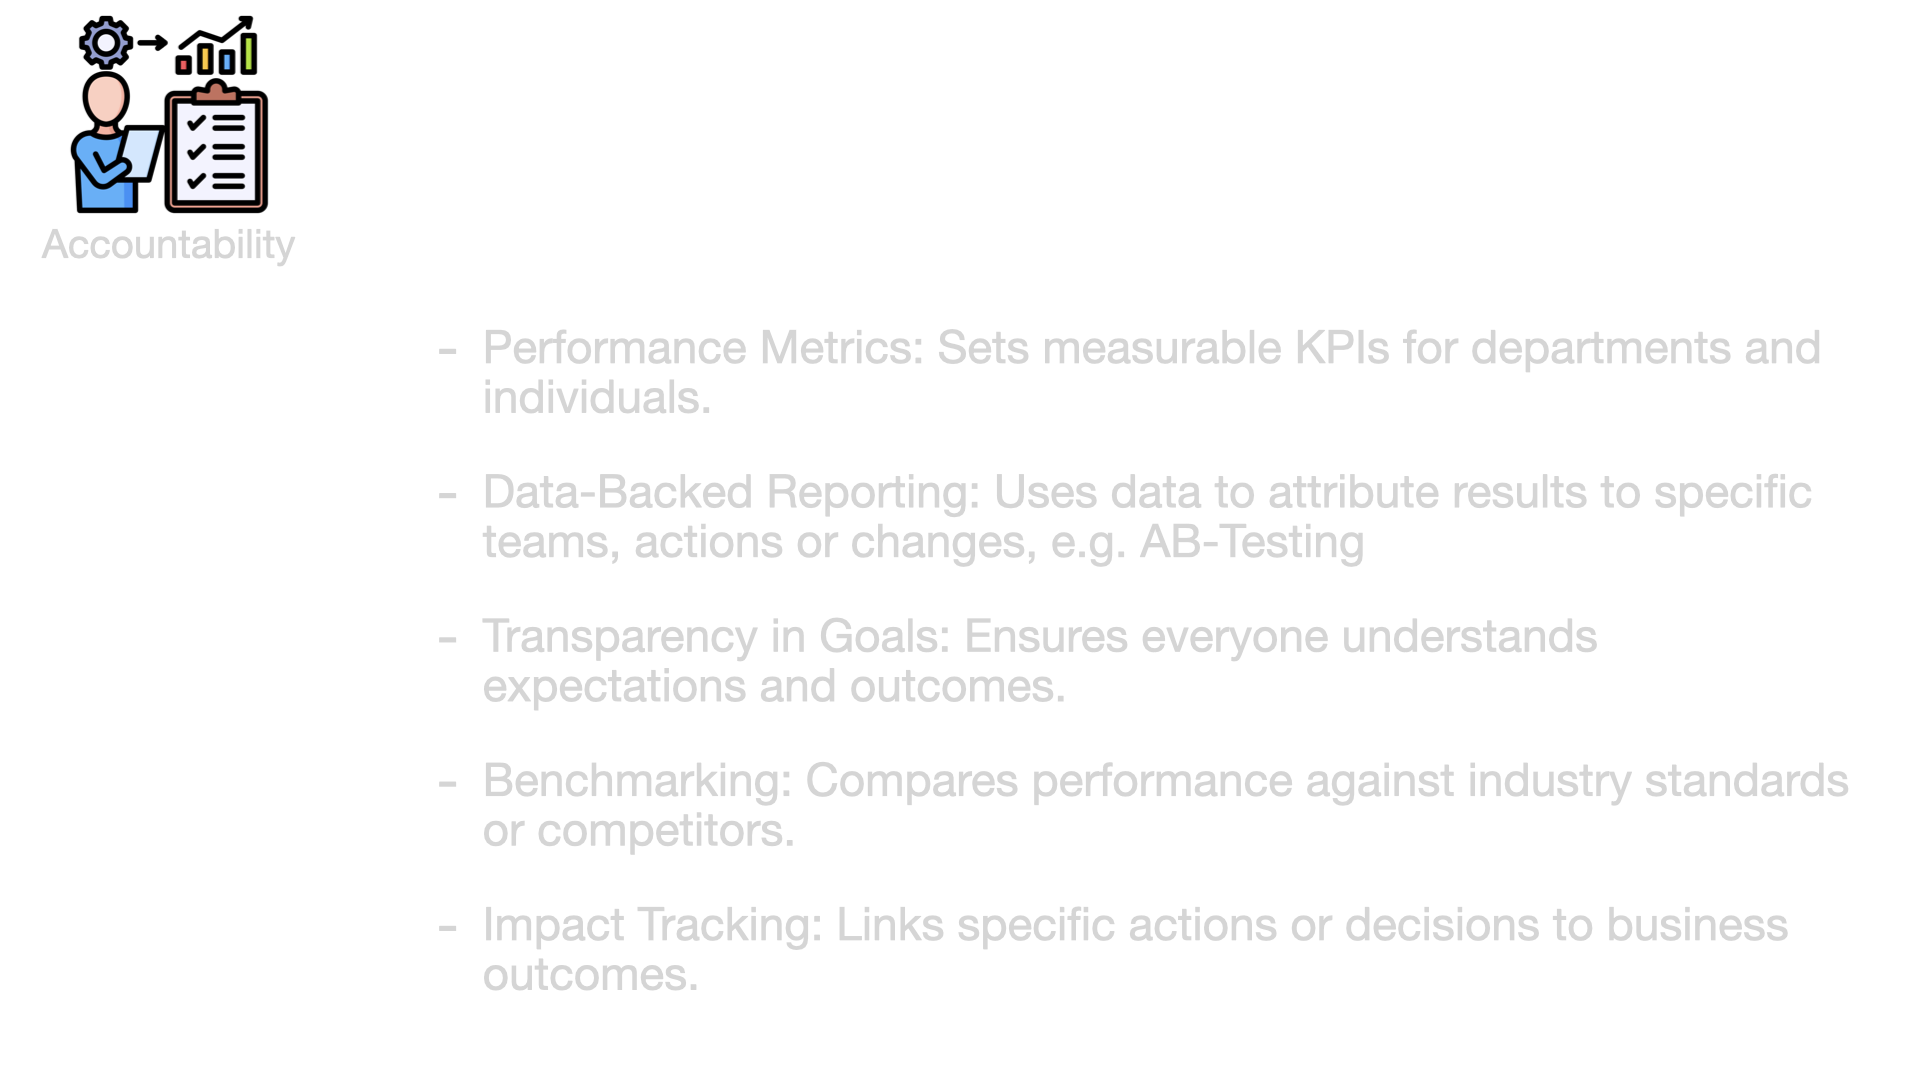 Accountability
- Performance Metrics: Sets measurable KPIs for departments and
individuals.
- Data-Backed Reporting: Uses data to attribute results to specific
teams, actions or changes, e.g. AB-Testing
- Transparency in Goals: Ensures everyone understands
expectations and outcomes.
- Benchmarking: Compares performance against industry standards
or competitors.
- Impact Tracking: Links specific actions or decisions to business
outcomes.